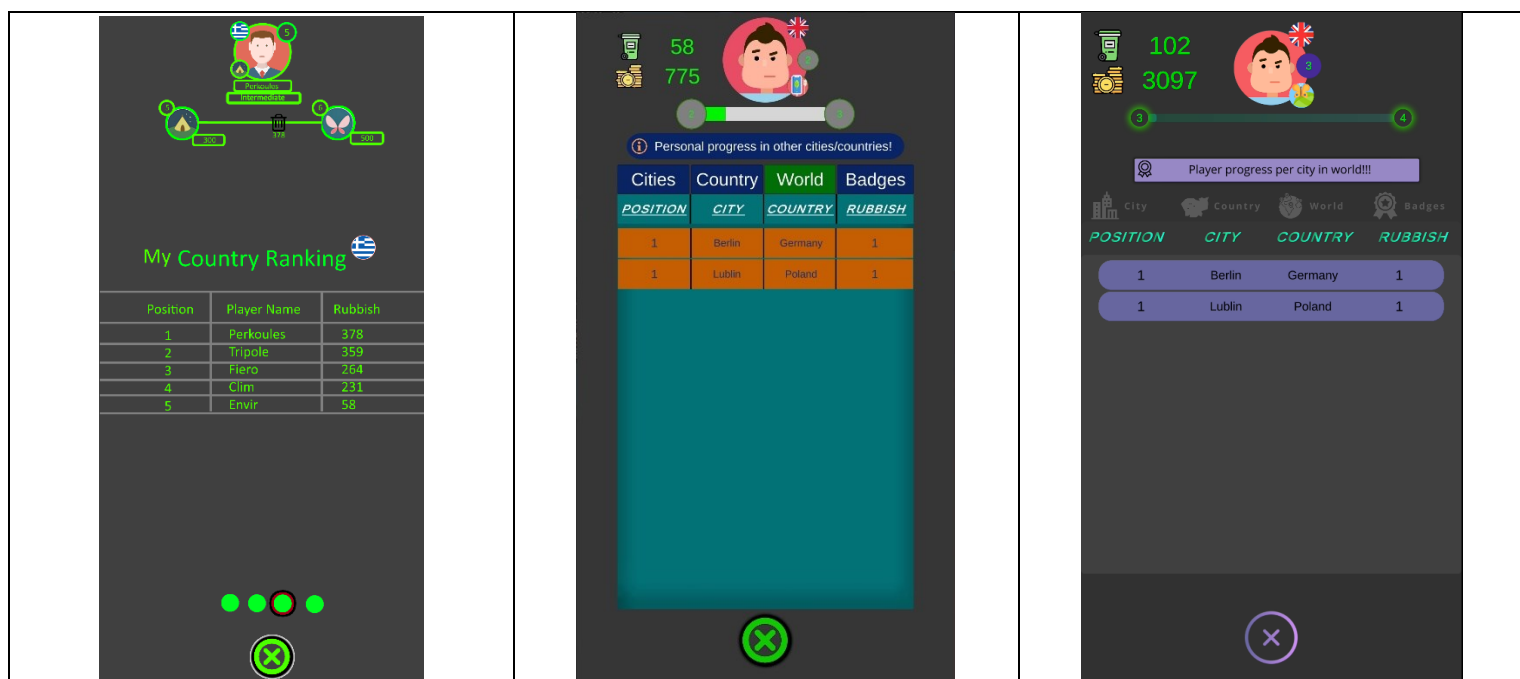 5
Perkoules
Intermediate
5 6
300 378 500
My Country Ranking
Position Player Name Rubbish
1 Perkoules 378
2 Tripole 359
3 Fiero 264
4 Clim 231
5 Envir 58
58
775
2
2 3
Personal progress in other cities/countries!
Cities Country World Badges
POSITION CITY COUNTRY RUBBISH
1 Berlin Germany 1
1 Lublin Poland 1
102
3097
3
3 4
Player progress per city in world!!!
City Country World Badges
POSITION CITY COUNTRY RUBBISH
1 Berlin Germany 1
1 Lublin Poland 1